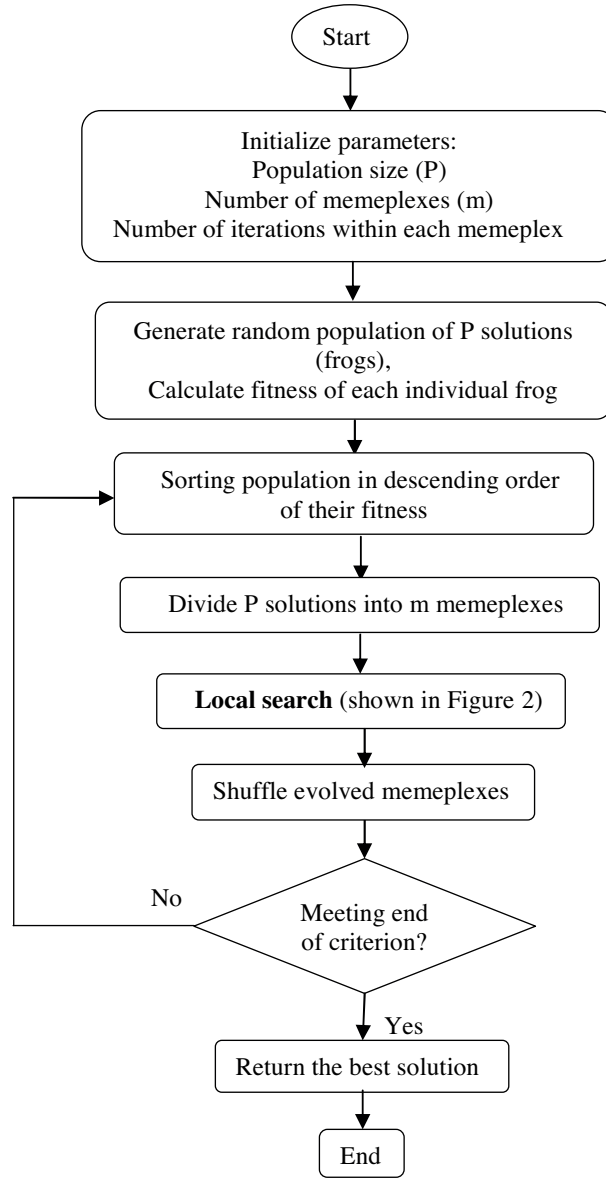 Start
Initialize parameters:
Population size (P)
Number of memeplexes (m)
Number of iterations within each memeplex
Generate random population of P solutions
(frogs),
Calculate fitness of each individual frog
Sorting population in descending order
of their fitness
Divide P solutions into m memeplexes
Local search (shown in Figure 2)
Shuffle evolved memeplexes
No
Meeting end
of criterion?
Yes
Return the best solution
End